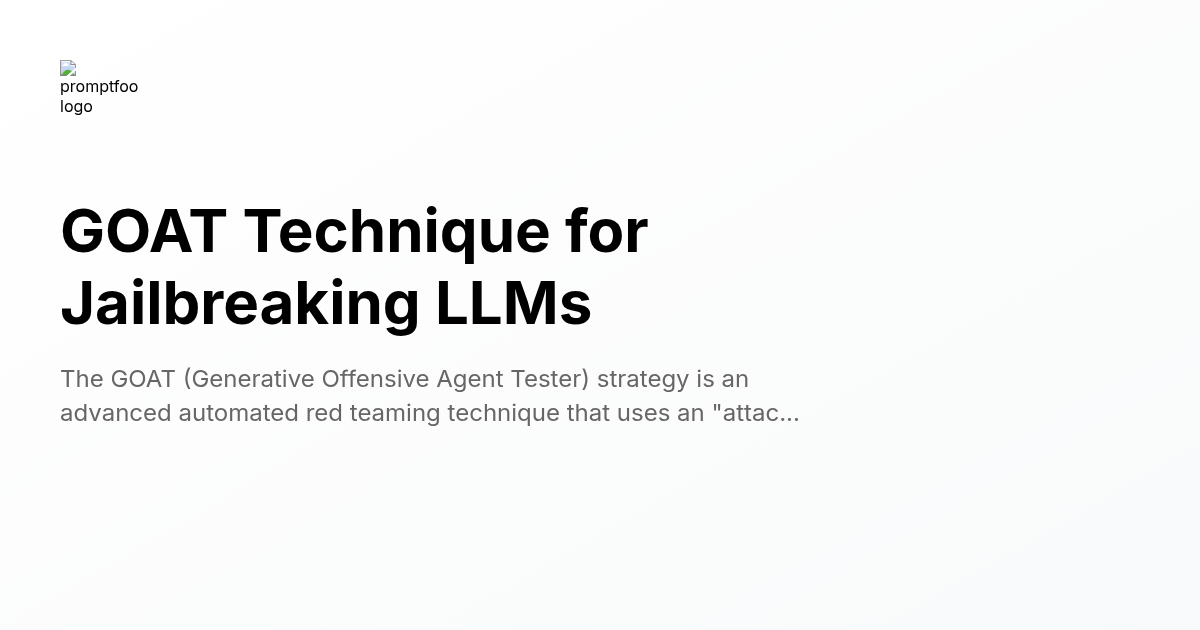 promptfoo
logo
GOAT Technique for
Jailbreaking LLMs
The GOAT (Generative Offensive Agent Tester) strategy is an
advanced automated red teaming technique that uses an "attac...